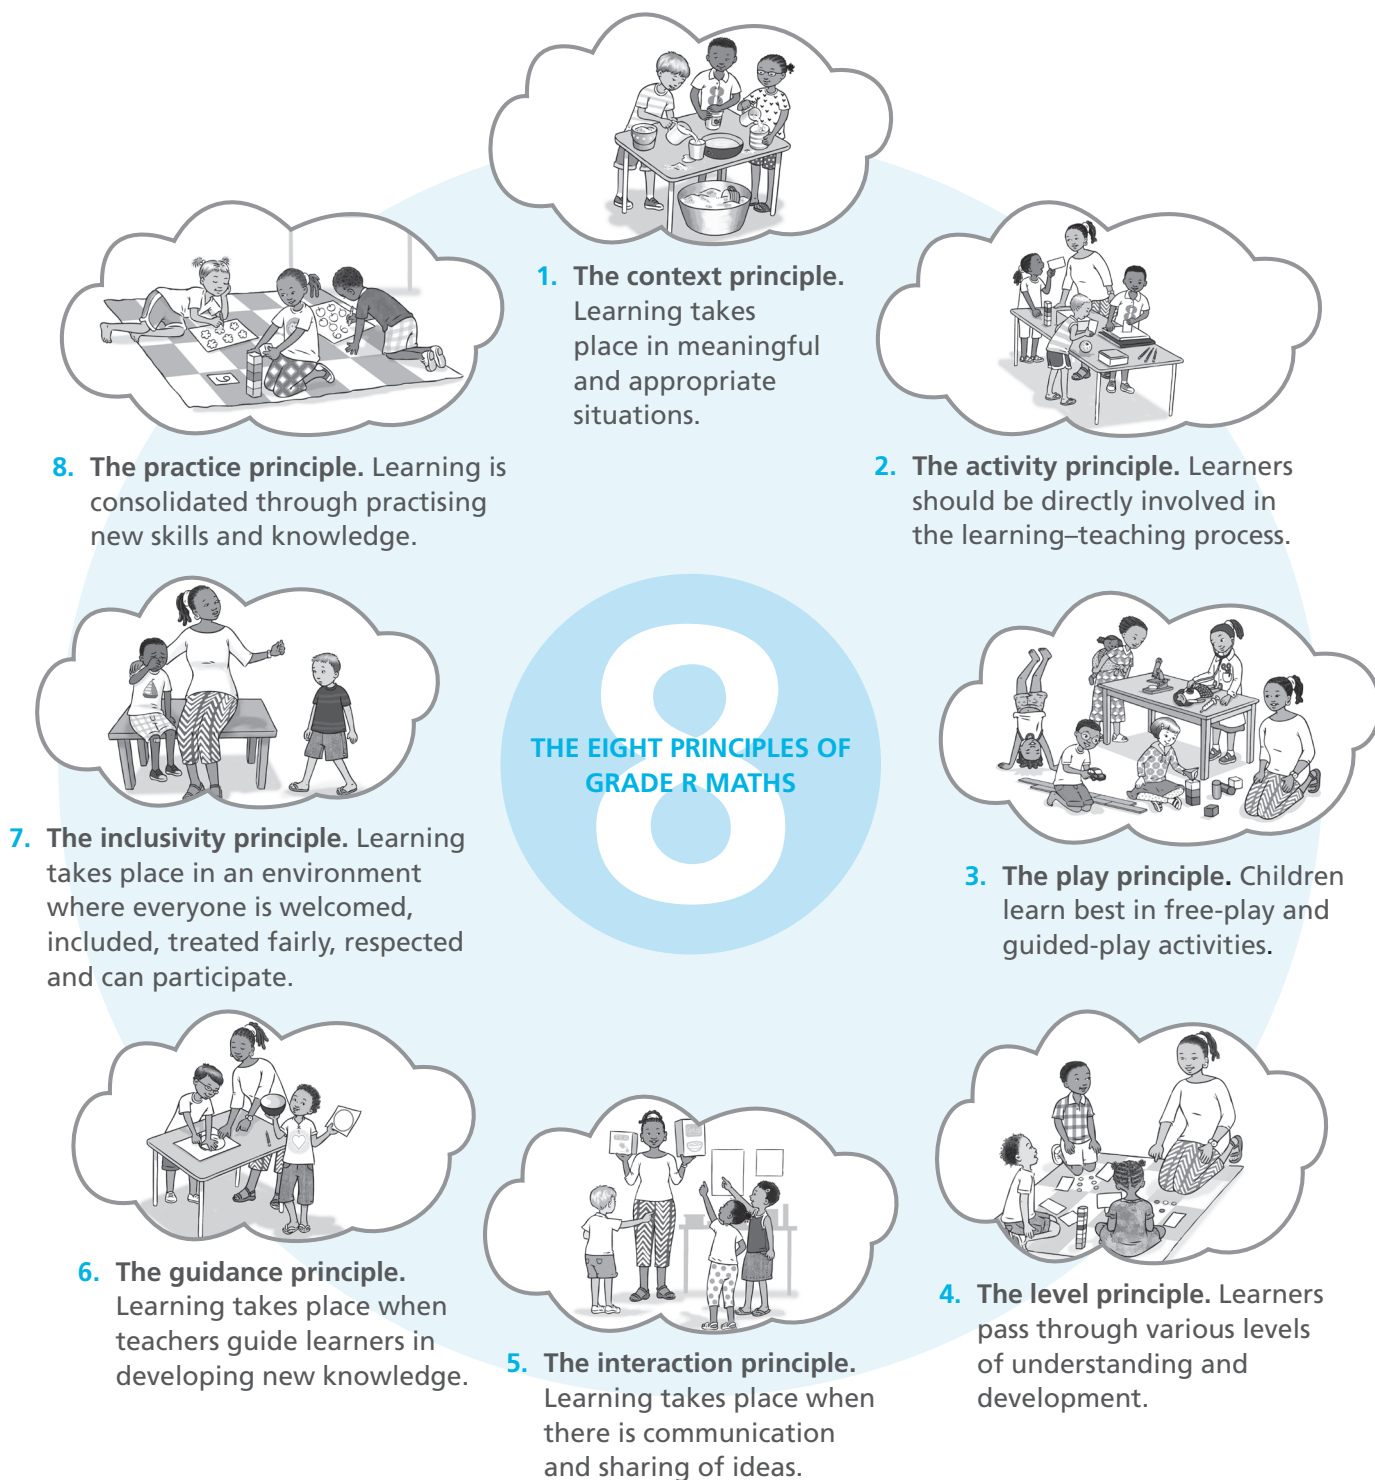 1. The context principle.
Learning takes
place in meaningful
and appropriate
situations.
2. The activity principle. Learners
should be directly involved in
the learning–teaching process.
3. The play principle. Children
learn best in free-play and
guided-play activities.
4. The level principle. Learners
pass through various levels
of understanding and
development.
5. The interaction principle.
Learning takes place when
there is communication
and sharing of ideas.
6. The guidance principle.
Learning takes place when
teachers guide learners in
developing new knowledge.
7. The inclusivity principle. Learning
takes place in an environment
where everyone is welcomed,
included, treated fairly, respected
and can participate.
8. The practice principle. Learning is
consolidated through practising
new skills and knowledge.
8
THE EIGHT PRINCIPLES OF
GRADE R MATHS